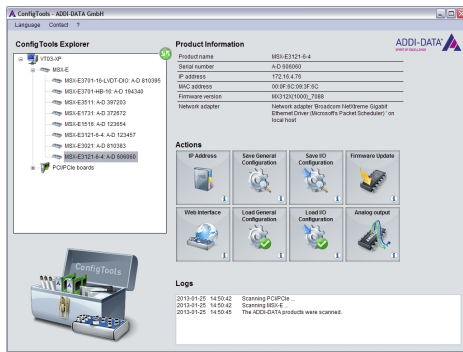 ConfigTools - ADDI-DATA GmbH
Language Contact ?
ConfigTools Explorer
VT03-XP
MSX-E
MSX-E3701-16-LVDT-DIO: A-D 810395
MSX-E3701-HB-16: A-D 194340
MSX-E3511: A-D 397203
MSX-E1731: A-D 372672
MSX-E1516: A-D 123654
MSX-E3121-6-4: A-D 123457
MSX-E3021: A-D 810383
MSX-E3121-6-4: A-D 606060
PCI/PCIe boards
ConfigTools
Product Information
ADDI-DATA
SPIRIT OF EXCELLENCE
Product name MSX-E3121-6-4
Serial number A-D 606060
IP address 172.16.4.76
MAC address 00:0F:6C:09:3F:6C
Firmware version MX312X(1000)_7068
Network adapter Network adapter 'Broadcom NetXtreme Gigabit
Ethernet Driver (Microsoft's Packet Scheduler) ' on
local host
Actions
IP Address Save General Configuration Save I/O Configuration Firmware Update
Web Interface Load General Configuration Load I/O Configuration Analog output
Logs
2013-01-25 14:50:42 Scanning PCI/PCIe ...
2013-01-25 14:50:42 Scanning MSX-E ...
2013-01-25 14:50:45 The ADDI-DATA products were scanned.